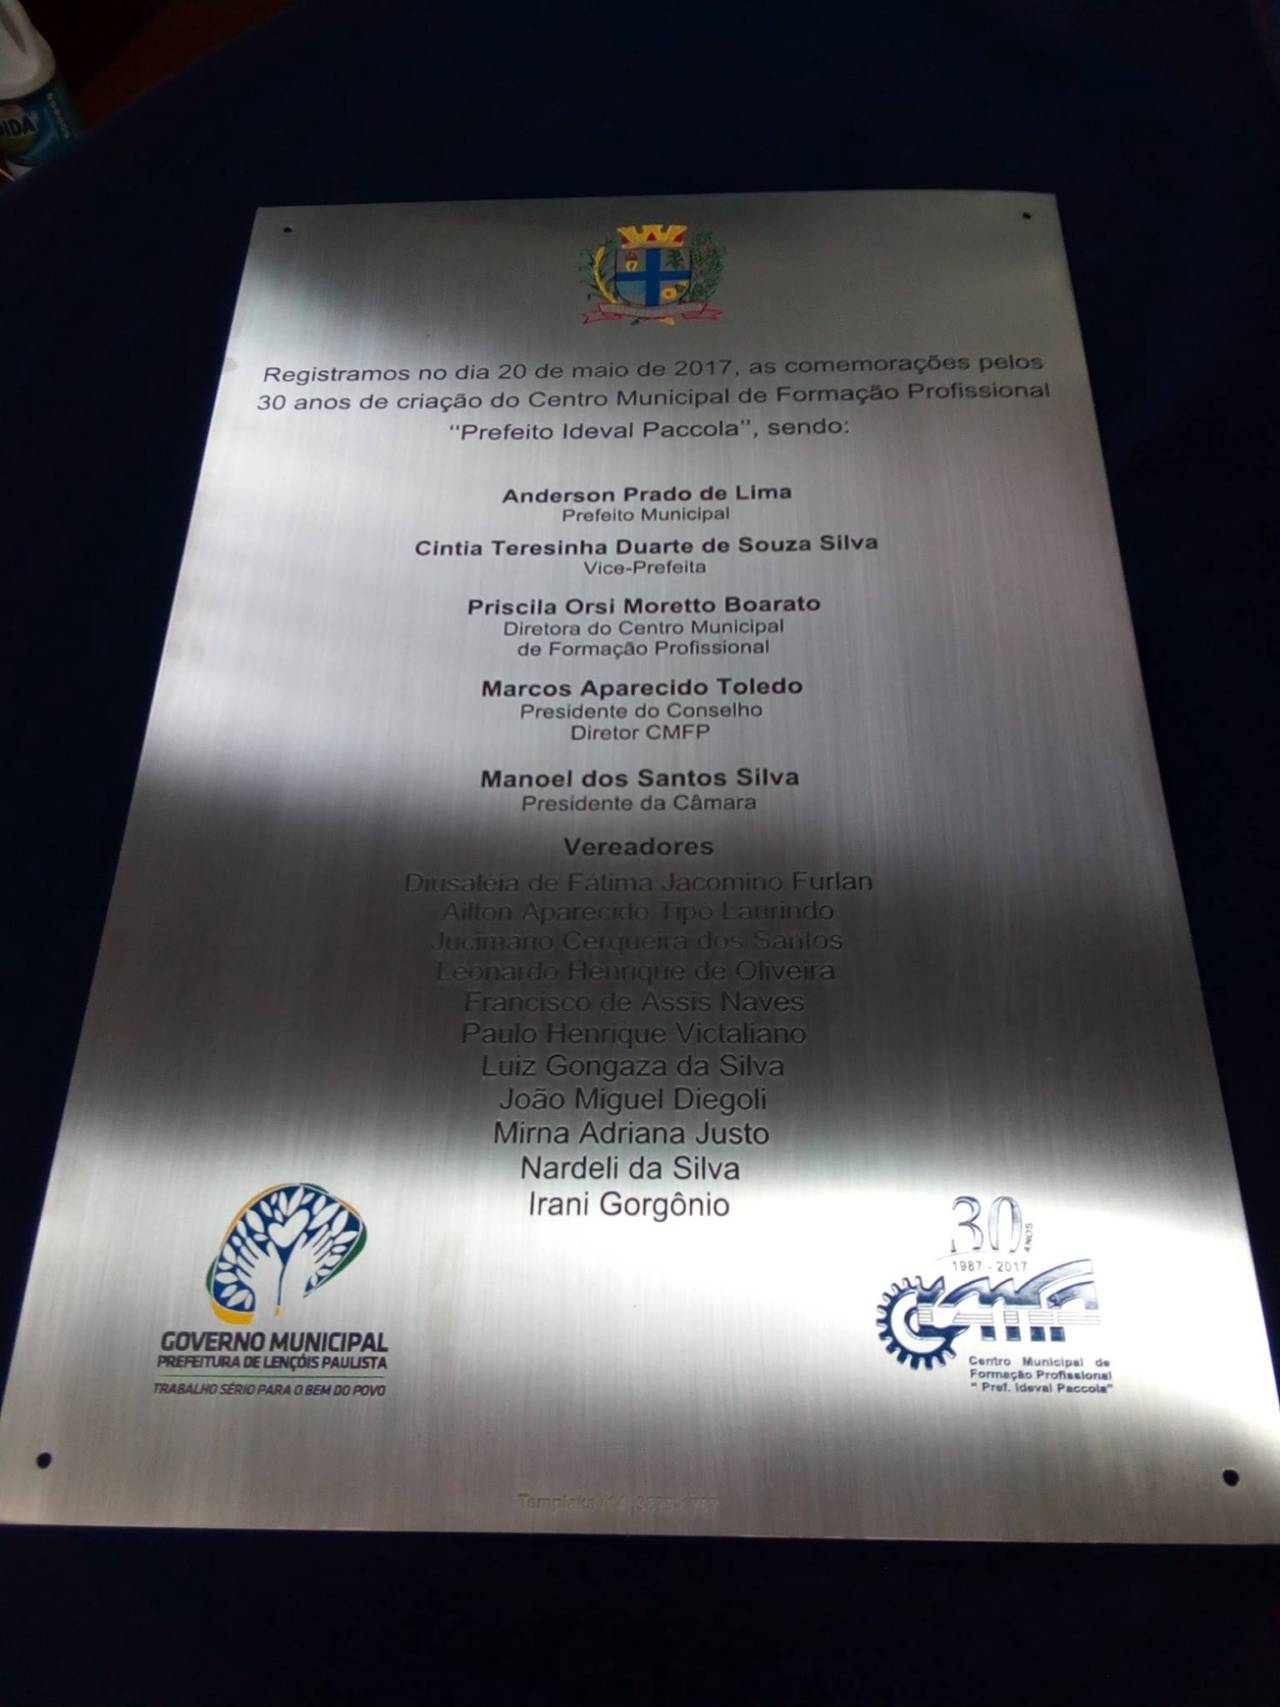 Registramos no dia 20 de maio de 2017, as comemorações pelos
30 anos de criação do Centro Municipal de Formação Profissional
"Prefeito Ideval Paccola", sendo:
Anderson Prado de Lima
Prefeito Municipal
Cintia Teresinha Duarte de Souza Silva
Vice-Prefeita
Priscila Orsi Moretto Boarato
Diretora do Centro Municipal
de Formação Profissional
Marcos Aparecido Toledo
Presidente do Conselho
Diretor CMFP
Manoel dos Santos Silva
Presidente da Câmara
Vereadores
Diusaléia de Fátima Jacomino Furlan
Ailton Aparecido Tipó Laurindo
Jucimario Cerqueira dos Santos
Leonardo Henrique de Oliveira
Francisco de Assis Naves
Paulo Henrique Victaliano
Luiz Gongaza da Silva
João Miguel Diegoli
Mirna Adriana Justo
Nardeli da Silva
Irani Gorgônio
GOVERNO MUNICIPAL
PREFEITURA DE LENÇÓIS PAULISTA
TRABALHO SÉRIO PARA O BEM DO POVO
30
ANOS
1987 - 2017
CMFP
Centro Municipal de
Formação Profissional
" Pref. Ideval Paccola"